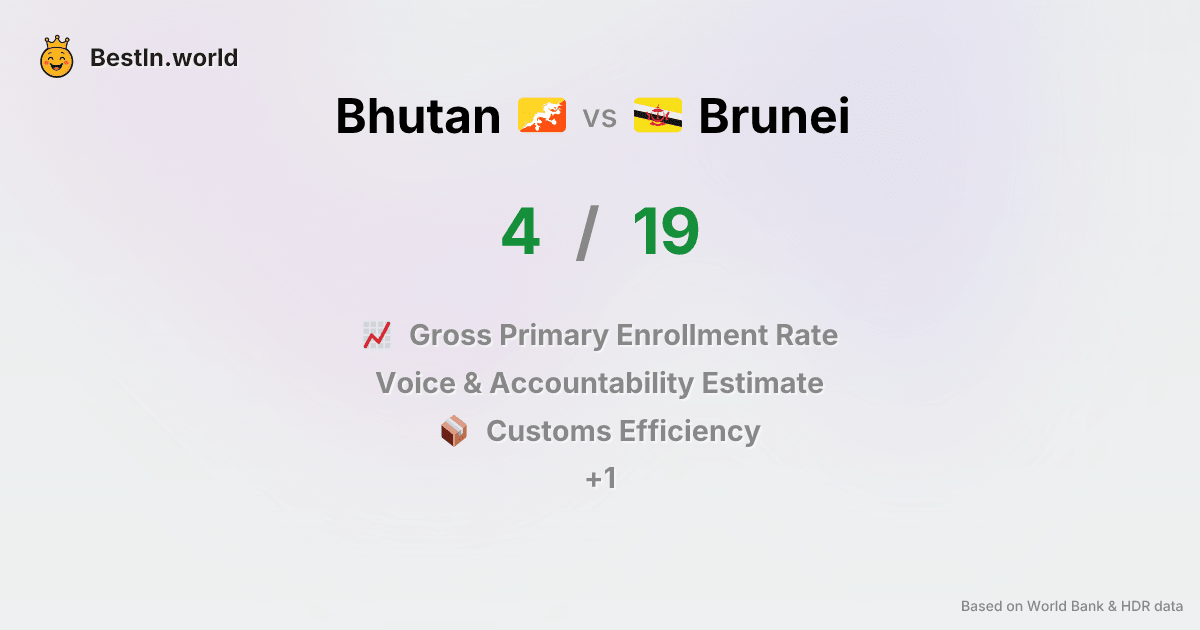 BestIn.world
Bhutan vs Brunei
4 / 19
Gross Primary Enrollment Rate
Voice & Accountability Estimate
Customs Efficiency
+1
Based on World Bank & HDR data